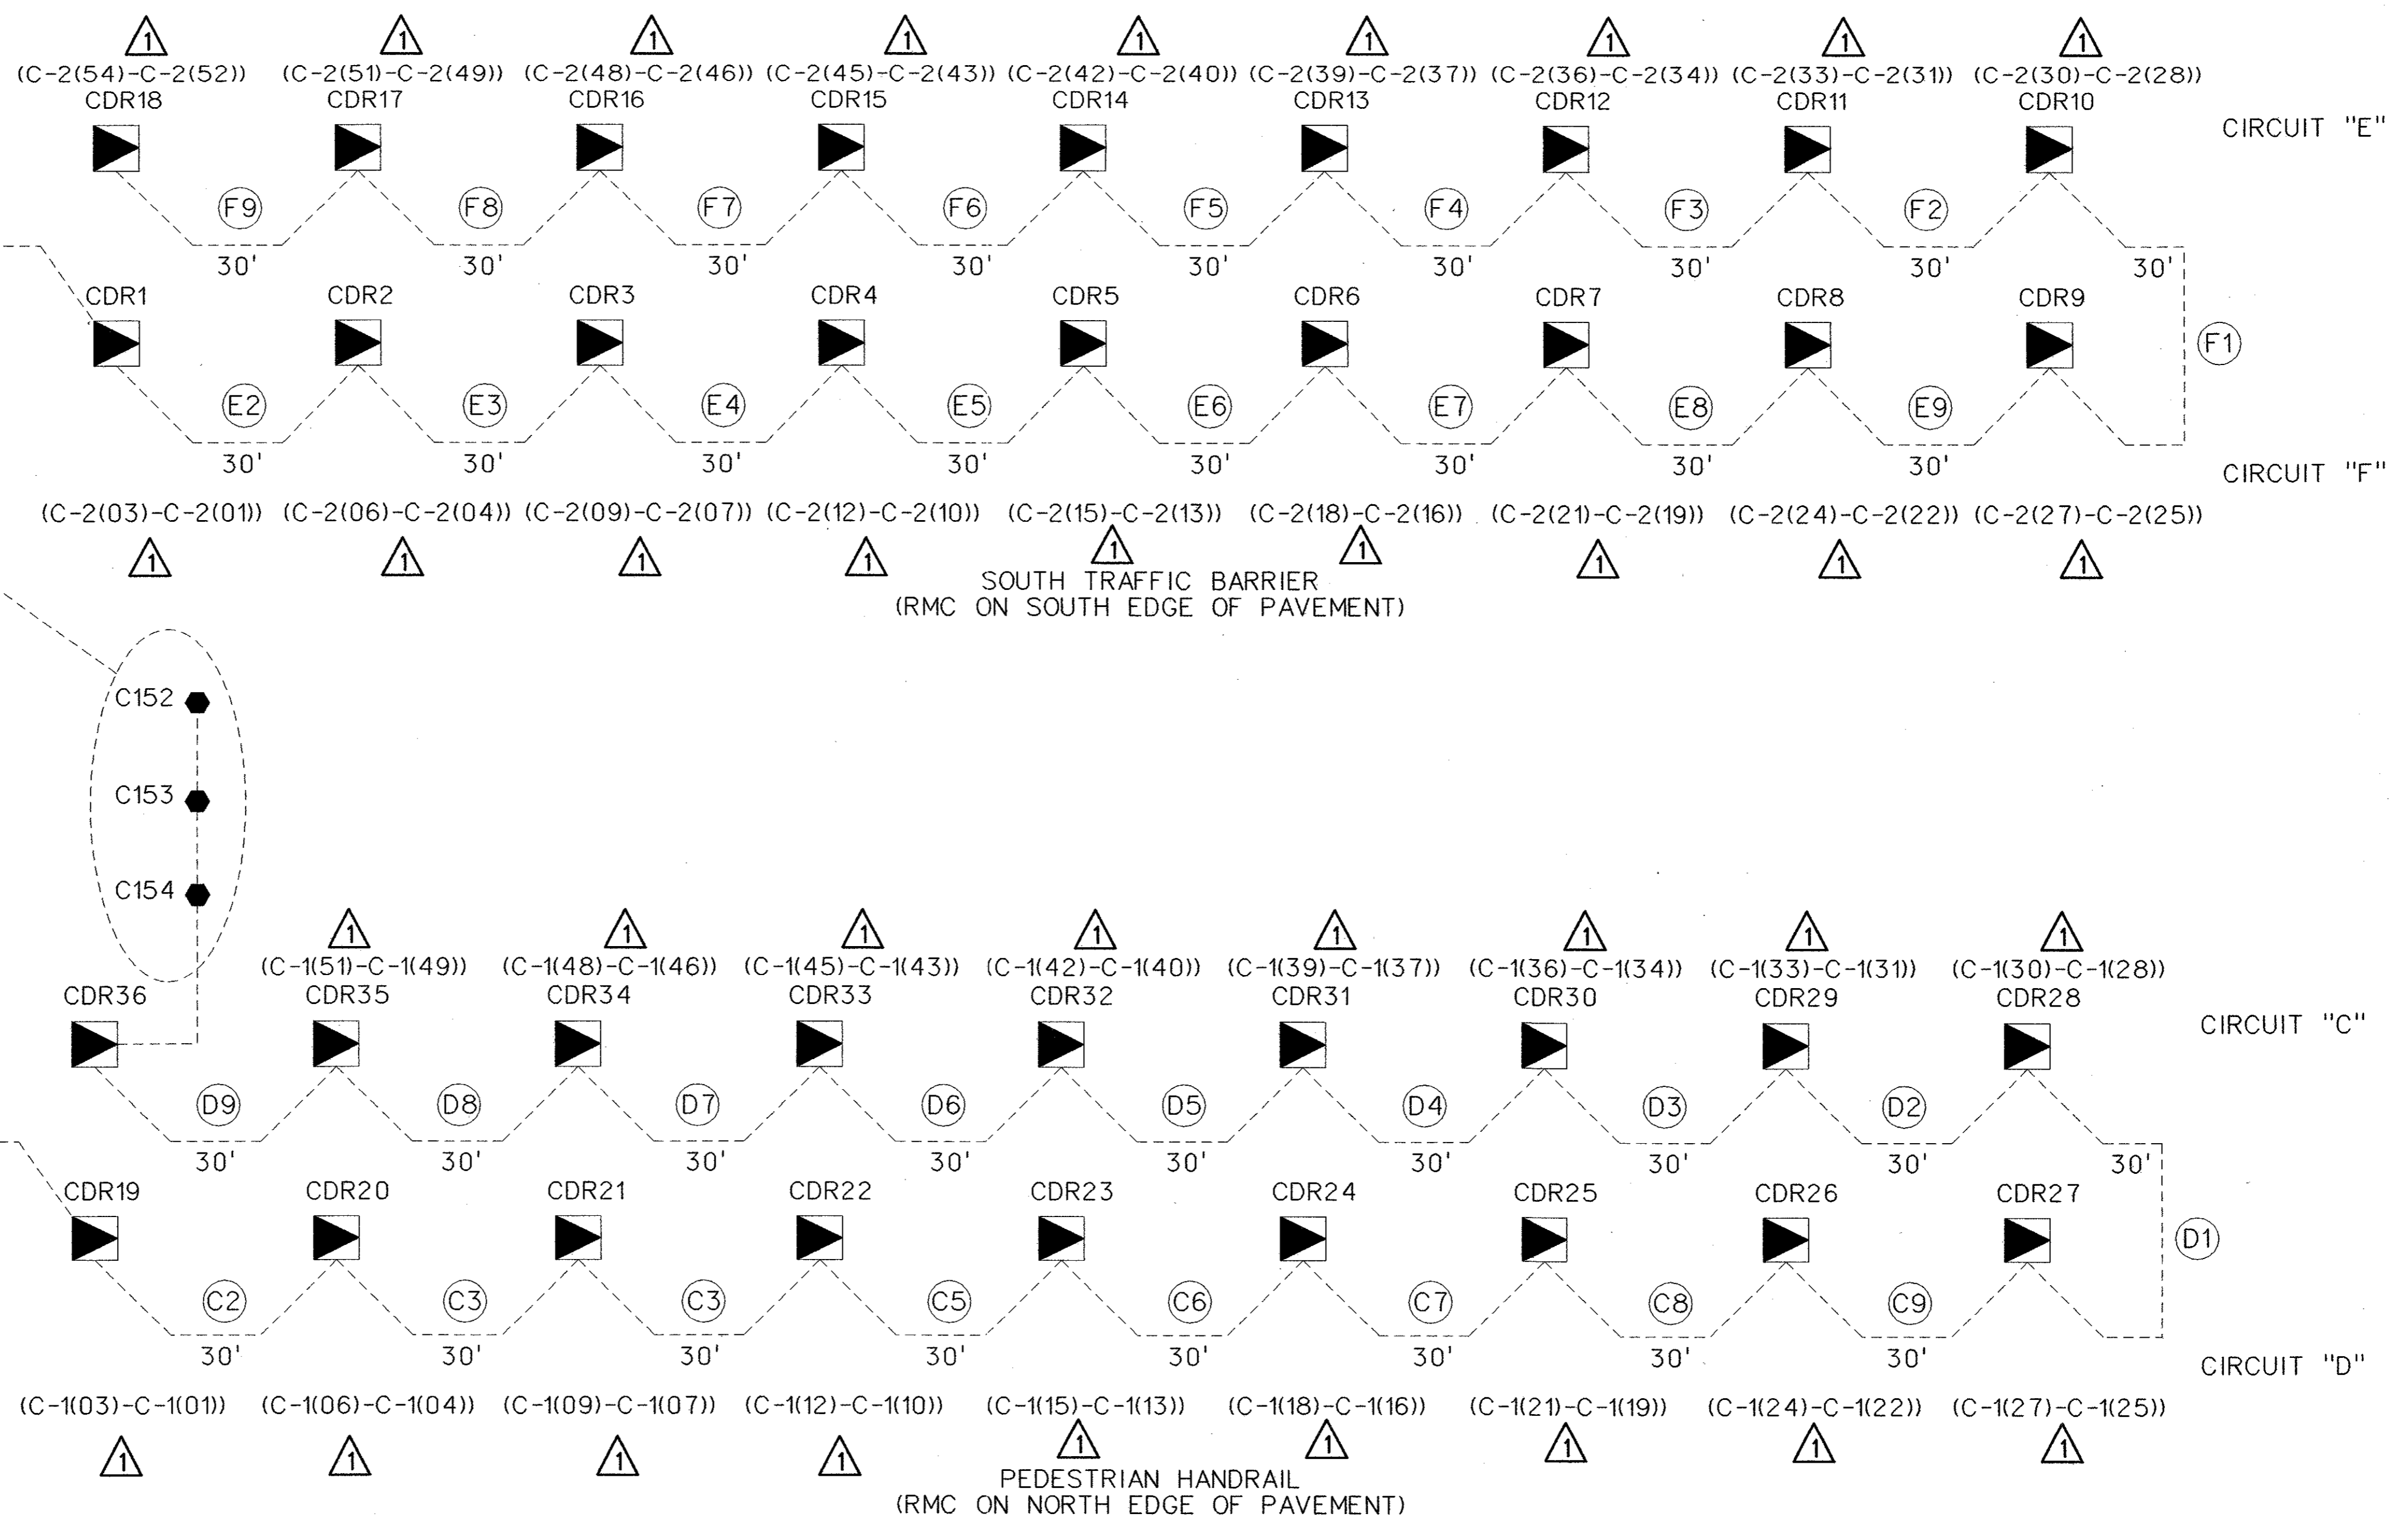 1 1 1 1 1 1 1 1 1
(C-2(54)-C-2(52)) (C-2(51)-C-2(49)) (C-2(48)-C-2(46)) (C-2(45)-C-2(43)) (C-2(42)-C-2(40)) (C-2(39)-C-2(37)) (C-2(36)-C-2(34)) (C-2(33)-C-2(31)) (C-2(30)-C-2(28))
CDR18 CDR17 CDR16 CDR15 CDR14 CDR13 CDR12 CDR11 CDR10
CIRCUIT "E"
F9 F8 F7 F6 F5 F4 F3 F2
30' 30' 30' 30' 30' 30' 30' 30' 30'
CDR1 CDR2 CDR3 CDR4 CDR5 CDR6 CDR7 CDR8 CDR9
F1
E2 E3 E4 E5 E6 E7 E8 E9
30' 30' 30' 30' 30' 30' 30' 30'
CIRCUIT "F"
(C-2(03)-C-2(01)) (C-2(06)-C-2(04)) (C-2(09)-C-2(07)) (C-2(12)-C-2(10)) (C-2(15)-C-2(13)) (C-2(18)-C-2(16)) (C-2(21)-C-2(19)) (C-2(24)-C-2(22)) (C-2(27)-C-2(25))
1 1 1 1 1 1 1 1 1
SOUTH TRAFFIC BARRIER
(RMC ON SOUTH EDGE OF PAVEMENT)
C152
C153
C154
1 1 1 1 1 1 1 1
(C-1(51)-C-1(49)) (C-1(48)-C-1(46)) (C-1(45)-C-1(43)) (C-1(42)-C-1(40)) (C-1(39)-C-1(37)) (C-1(36)-C-1(34)) (C-1(33)-C-1(31)) (C-1(30)-C-1(28))
CDR36 CDR35 CDR34 CDR33 CDR32 CDR31 CDR30 CDR29 CDR28
CIRCUIT "C"
D9 D8 D7 D6 D5 D4 D3 D2
30' 30' 30' 30' 30' 30' 30' 30' 30'
CDR19 CDR20 CDR21 CDR22 CDR23 CDR24 CDR25 CDR26 CDR27
D1
C2 C3 C3 C5 C6 C7 C8 C9
30' 30' 30' 30' 30' 30' 30' 30'
CIRCUIT "D"
(C-1(03)-C-1(01)) (C-1(06)-C-1(04)) (C-1(09)-C-1(07)) (C-1(12)-C-1(10)) (C-1(15)-C-1(13)) (C-1(18)-C-1(16)) (C-1(21)-C-1(19)) (C-1(24)-C-1(22)) (C-1(27)-C-1(25))
1 1 1 1 1 1 1 1 1
PEDESTRIAN HANDRAIL
(RMC ON NORTH EDGE OF PAVEMENT)